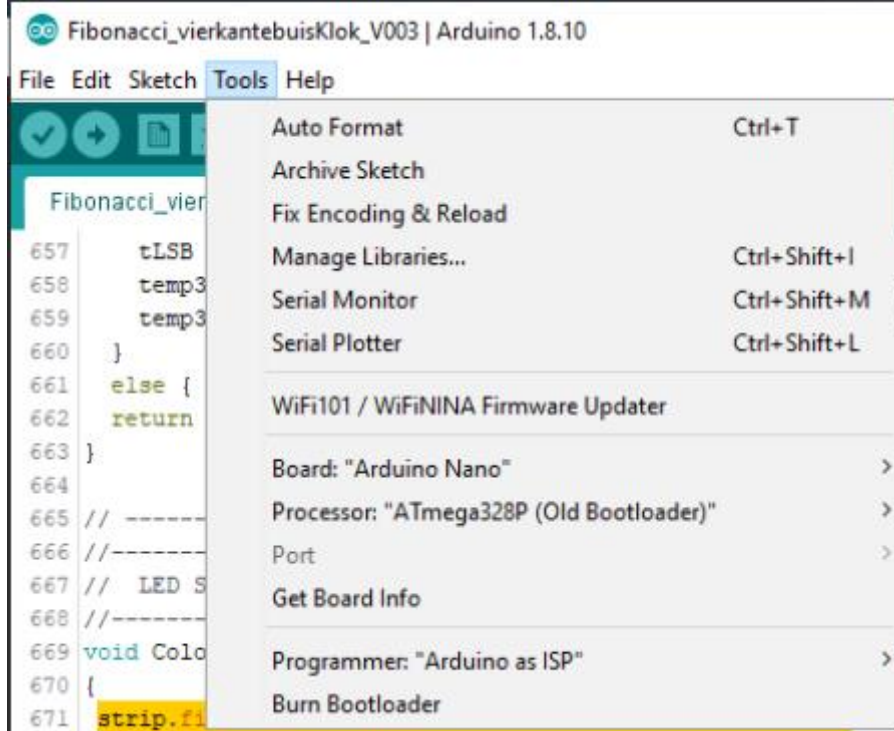 Fibonacci_vierkantebuisKlok_V003 | Arduino 1.8.10
File Edit Sketch Tools Help
Auto Format Ctrl+T
Archive Sketch
Fibonacci_vier
Fix Encoding & Reload
657 tLSB
Manage Libraries... Ctrl+Shift+I
658 temp3
Serial Monitor Ctrl+Shift+M
659 temp3
Serial Plotter Ctrl+Shift+L
660 }
661 else {
WiFi101 / WiFiNINA Firmware Updater
662 return
663 }
Board: "Arduino Nano"
664
665 // -------
Processor: "ATmega328P (Old Bootloader)"
666 //-------
Port
667 // LED S
Get Board Info
668 //-------
669 void Colo
Programmer: "Arduino as ISP"
670 {
Burn Bootloader
671 strip.fi